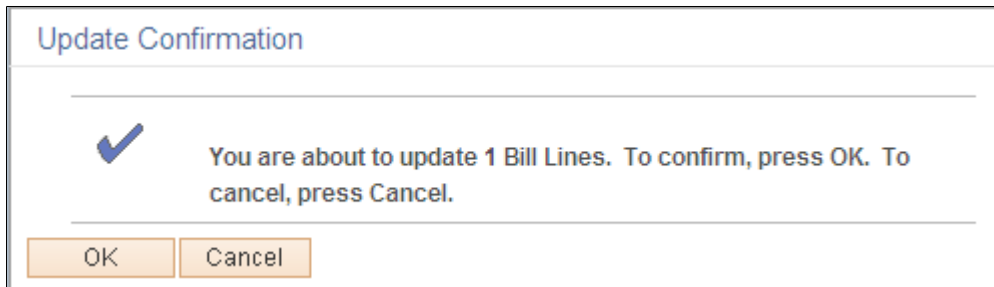 Update Confirmation
You are about to update 1 Bill Lines.  To confirm, press OK.  To
cancel, press Cancel.
OK
Cancel